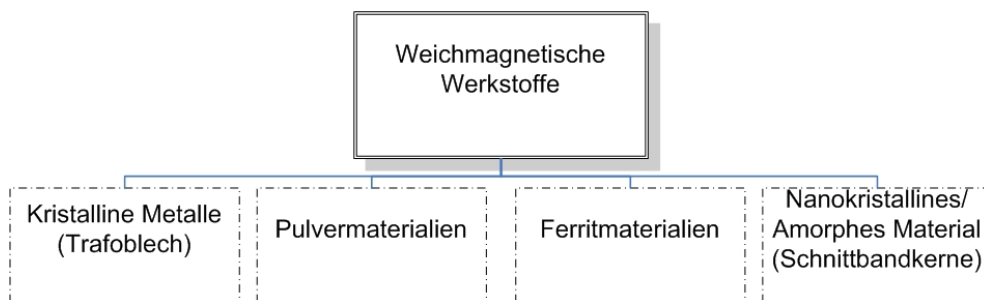 Weichmagnetische
Werkstoffe
Kristalline Metalle
(Trafoblech)
Pulvermaterialien
Ferritmaterialien
Nanokristallines/
Amorphes Material
(Schnittbandkerne)